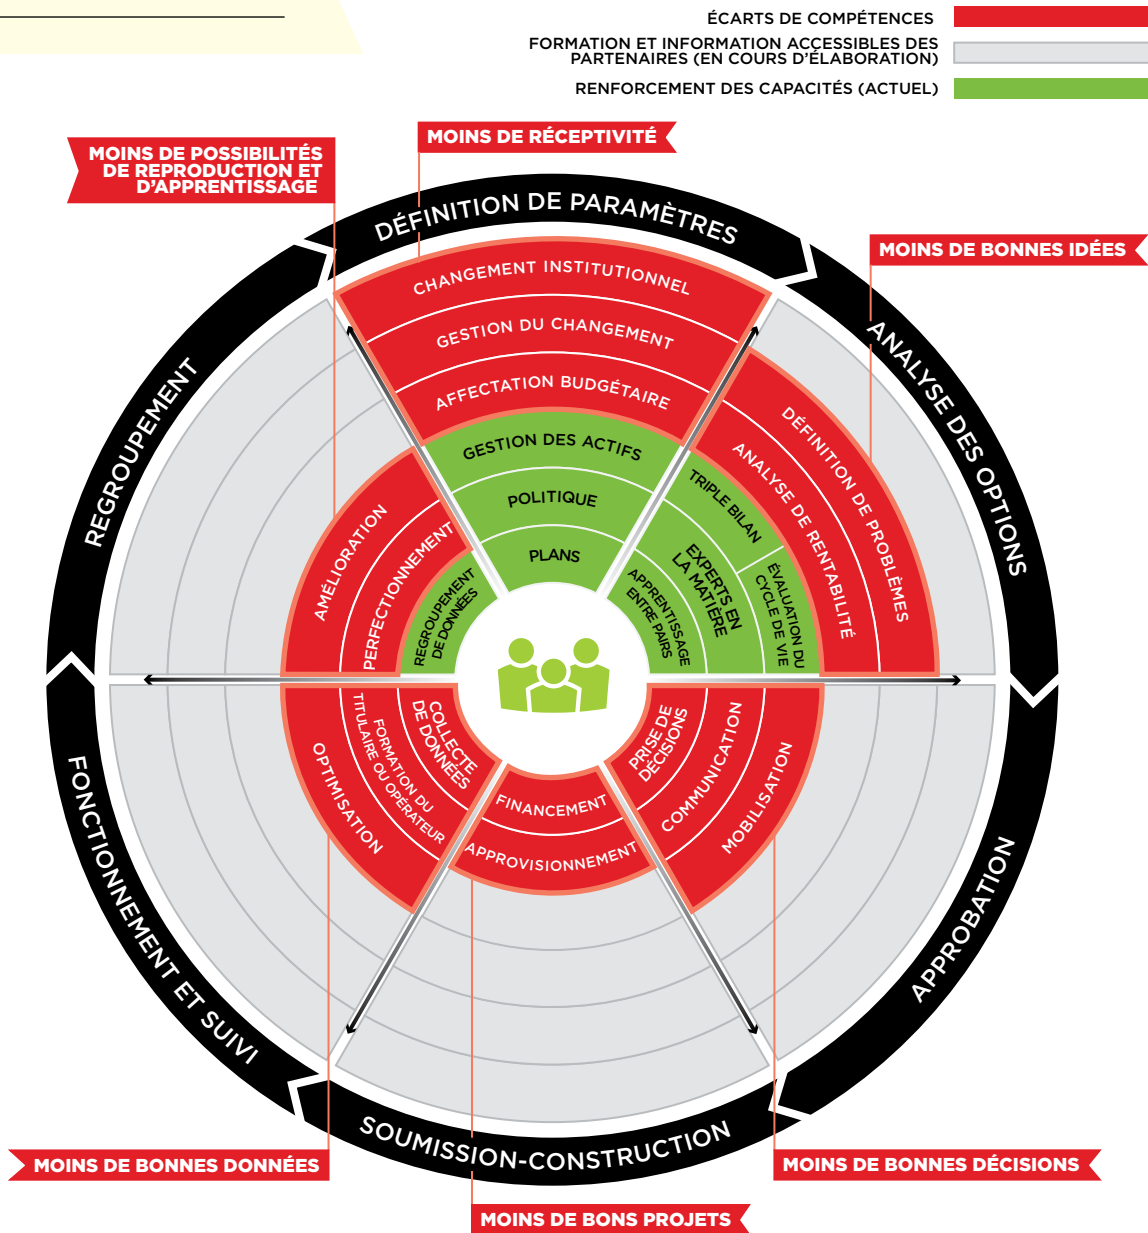 ÉCARTS DE COMPÉTENCES
FORMATION ET INFORMATION ACCESSIBLES DES
PARTENAIRES (EN COURS D'ÉLABORATION)
RENFORCEMENT DES CAPACITÉS (ACTUEL)
MOINS DE RÉCEPTIVITÉ
MOINS DE POSSIBILITÉS
DE REPRODUCTION ET
D'APPRENTISSAGE
MOINS DE BONNES IDÉES
DÉFINITION DE PARAMÈTRES
CHANGEMENT INSTITUTIONNEL
GESTION DU CHANGEMENT
AFFECTATION BUDGÉTAIRE
GESTION DES ACTIFS
POLITIQUE
PLANS
ANALYSE DES OPTIONS
DÉFINITION DE PROBLÈMES
ANALYSE DE RENTABILITÉ
TRIPLE BILAN
ÉVALUATION DU
CYCLE DE VIE
EXPERTS EN
LA MATIÈRE
APPRENTISSAGE
ENTRE PAIRS
APPROBATION
PRISE DE
DÉCISIONS
COMMUNICATION
MOBILISATION
SOUMISSION-CONSTRUCTION
FINANCEMENT
APPROVISIONNEMENT
FONCTIONNEMENT ET SUIVI
COLLECTE
DE DONNÉES
FORMATION DU
TITULAIRE OU OPÉRATEUR
OPTIMISATION
REGROUPEMENT
AMÉLIORATION
PERFECTIONNEMENT
REGROUPEMENT
DE DONNÉES
MOINS DE BONNES DONNÉES
MOINS DE BONNES DÉCISIONS
MOINS DE BONS PROJETS